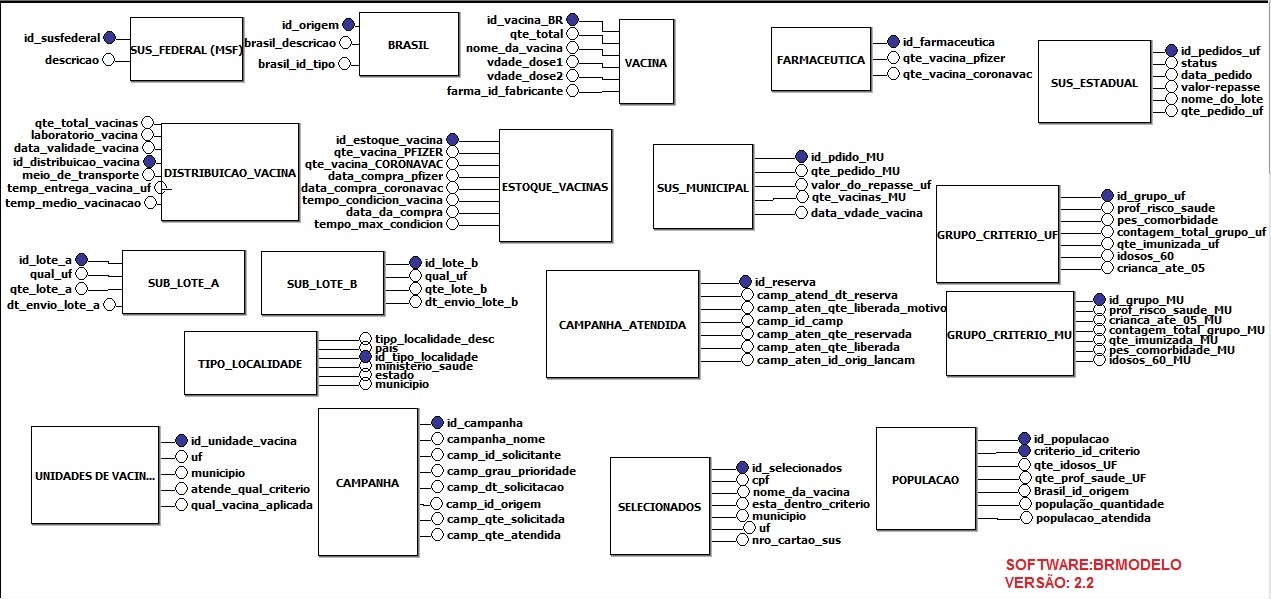 id_susfederal
descricao
SUS_FEDERAL (MSF)
id_origem
brasil_descricao
brasil_id_tipo
BRASIL
id_vacina_BR
qte_total
nome_da_vacina
vdade_dose1
vdade_dose2
farma_id_fabricante
VACINA
FARMACEUTICA
id_farmaceutica
qte_vacina_pfizer
qte_vacina_coronavac
SUS_ESTADUAL
id_pedidos_uf
status
data_pedido
valor-repasse
nome_do_lote
qte_pedido_uf
qte_total_vacinas
laboratorio_vacina
data_validade_vacina
id_distribuicao_vacina
meio_de_transporte
temp_entrega_vacina_uf
temp_medio_vacinacao
DISTRIBUICAO_VACINA
id_estoque_vacina
qte_vacina_PFIZER
qte_vacina_CORONAVAC
data_compra_pfizer
data_compra_coronavac
tempo_condicion_vacina
data_da_compra
tempo_max_condicion
ESTOQUE_VACINAS
SUS_MUNICIPAL
id_pdido_MU
qte_pedido_MU
valor_do_repasse_uf
qte_vacinas_MU
data_vdade_vacina
GRUPO_CRITERIO_UF
id_grupo_uf
prof_risco_saude
pes_comorbidade
contagem_total_grupo_uf
qte_imunizada_uf
idosos_60
crianca_ate_05
id_lote_a
qual_uf
qte_lote_a
dt_envio_lote_a
SUB_LOTE_A
SUB_LOTE_B
id_lote_b
qual_uf
qte_lote_b
dt_envio_lote_b
CAMPANHA_ATENDIDA
id_reserva
camp_atend_dt_reserva
camp_aten_qte_liberada_motivo
camp_id_camp
camp_aten_qte_reservada
camp_aten_qte_liberada
camp_aten_id_orig_lancam
GRUPO_CRITERIO_MU
id_grupo_MU
prof_risco_saude_MU
crianca_ate_05_MU
contagem_total_grupo_MU
qte_imunizada_MU
pes_comorbidade_MU
idosos_60_MU
TIPO_LOCALIDADE
tipo_localidade_desc
pais
id_tipo_localidade
ministerio_saude
estado
municipio
UNIDADES DE VACIN...
id_unidade_vacina
uf
municipio
atende_qual_criterio
qual_vacina_aplicada
CAMPANHA
id_campanha
campanha_nome
camp_id_solicitante
camp_grau_prioridade
camp_dt_solicitacao
camp_id_origem
camp_qte_solicitada
camp_qte_atendida
SELECIONADOS
id_selecionados
cpf
nome_da_vacina
esta_dentro_criterio
municipio
uf
nro_cartao_sus
POPULACAO
id_populacao
criterio_id_criterio
qte_idosos_UF
qte_prof_saude_UF
Brasil_id_origem
população_quantidade
populacao_atendida
SOFTWARE:BRMODELO
VERSÃO: 2.2